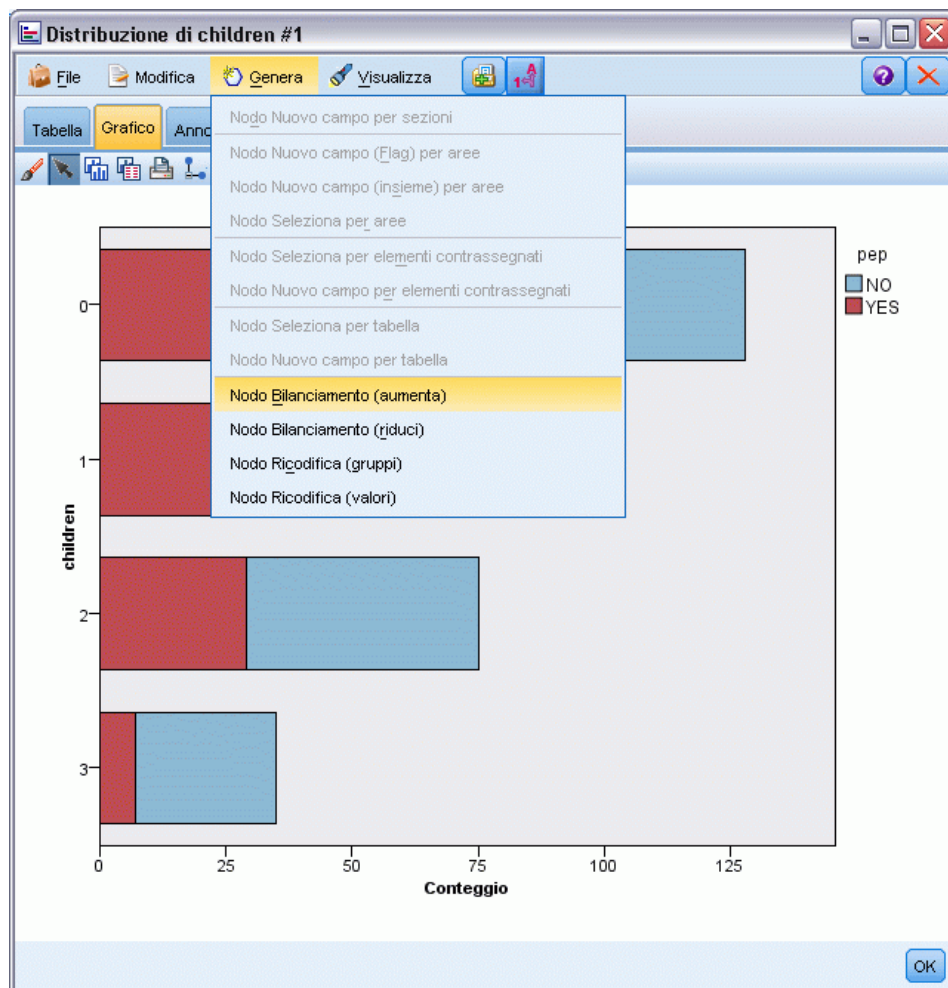 Distribuzione di children #1
File Modifica Genera Visualizza
Tabella Grafico Anno
Nodo Nuovo campo per sezioni
Nodo Nuovo campo (Flag) per aree
Nodo Nuovo campo (insieme) per aree
Nodo Seleziona per aree
Nodo Seleziona per elementi contrassegnati
Nodo Nuovo campo per elementi contrassegnati
Nodo Seleziona per tabella
Nodo Nuovo campo per tabella
Nodo Bilanciamento (aumenta)
Nodo Bilanciamento (riduci)
Nodo Ricodifica (gruppi)
Nodo Ricodifica (valori)
pep
NO
YES
children
0
1
2
3
0 25 50 75 100 125
Conteggio
OK